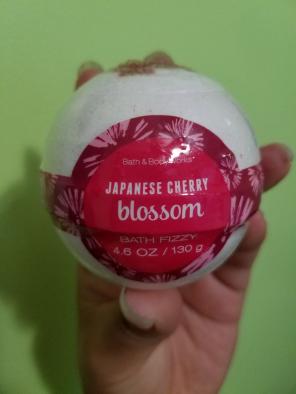 Bath & Body Works®
JAPANESE CHERRY
blossom
BATH FIZZY
4.6 OZ / 130 g